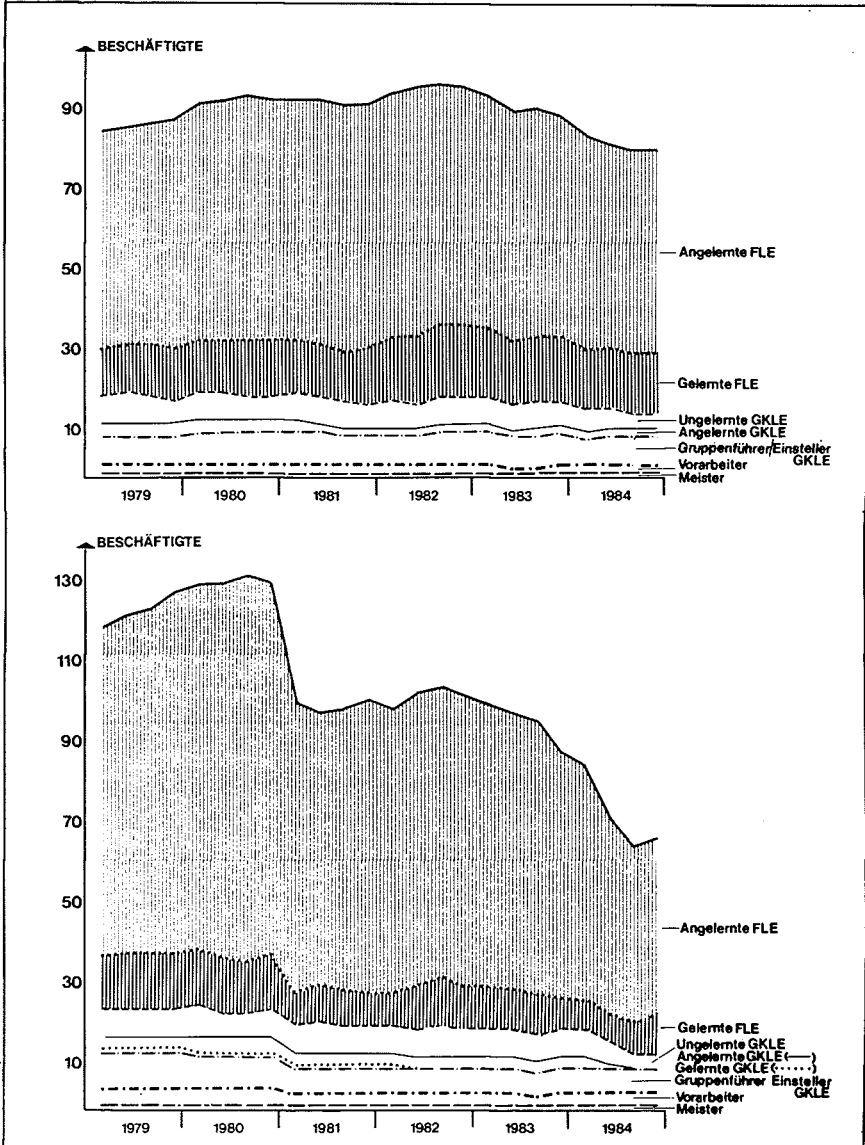 BESCHÄFTIGTE
90
70
50
30
10
Angelernte FLE
Gelernte FLE
Ungelernte GKLE
Angelernte GKLE
Gruppenführer/Einsteller
GKLE
Vorarbeiter
Meister
1979 1980 1981 1982 1983 1984
BESCHÄFTIGTE
130
110
90
70
50
30
10
Angelernte FLE
Gelernte FLE
Ungelernte GKLE
Angelernte GKLE (—)
Gelernte GKLE (·····)
Gruppenführer Einsteller
GKLE
Vorarbeiter
Meister
1979 1980 1981 1982 1983 1984